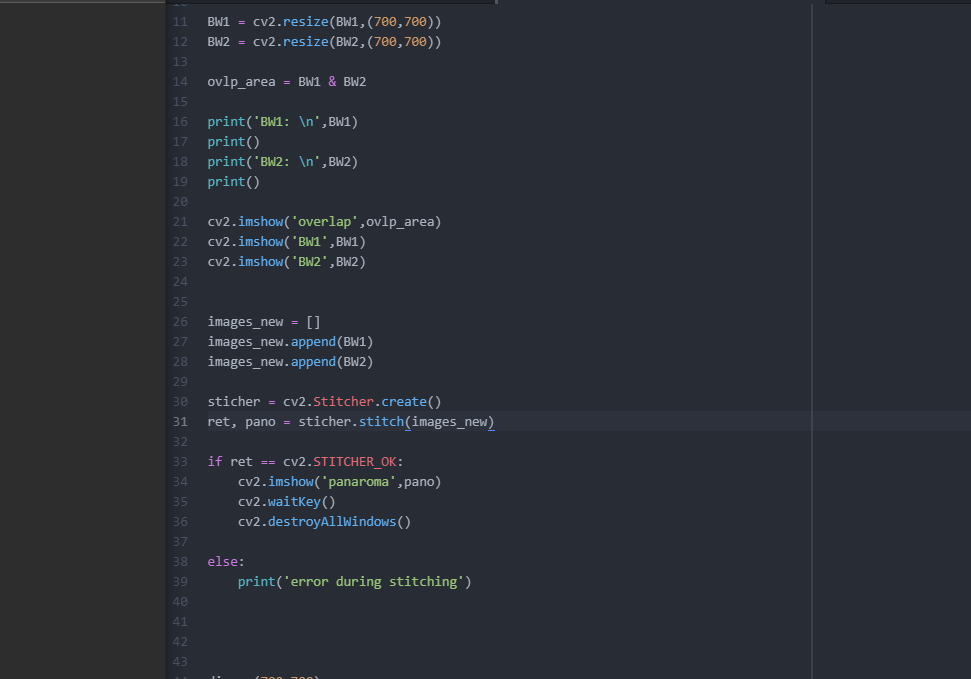 11 BW1 = cv2.resize(BW1,(700,700))
12 BW2 = cv2.resize(BW2,(700,700))
13
14 ovlp_area = BW1 & BW2
15
16 print('BW1: \n',BW1)
17 print()
18 print('BW2: \n',BW2)
19 print()
20
21 cv2.imshow('overlap',ovlp_area)
22 cv2.imshow('BW1',BW1)
23 cv2.imshow('BW2',BW2)
24
25
26 images_new = []
27 images_new.append(BW1)
28 images_new.append(BW2)
29
30 sticher = cv2.Stitcher.create()
31 ret, pano = sticher.stitch(images_new)
32
33 if ret == cv2.STITCHER_OK:
34     cv2.imshow('panaroma',pano)
35     cv2.waitKey()
36     cv2.destroyAllWindows()
37
38 else:
39     print('error during stitching')
40
41
42
43